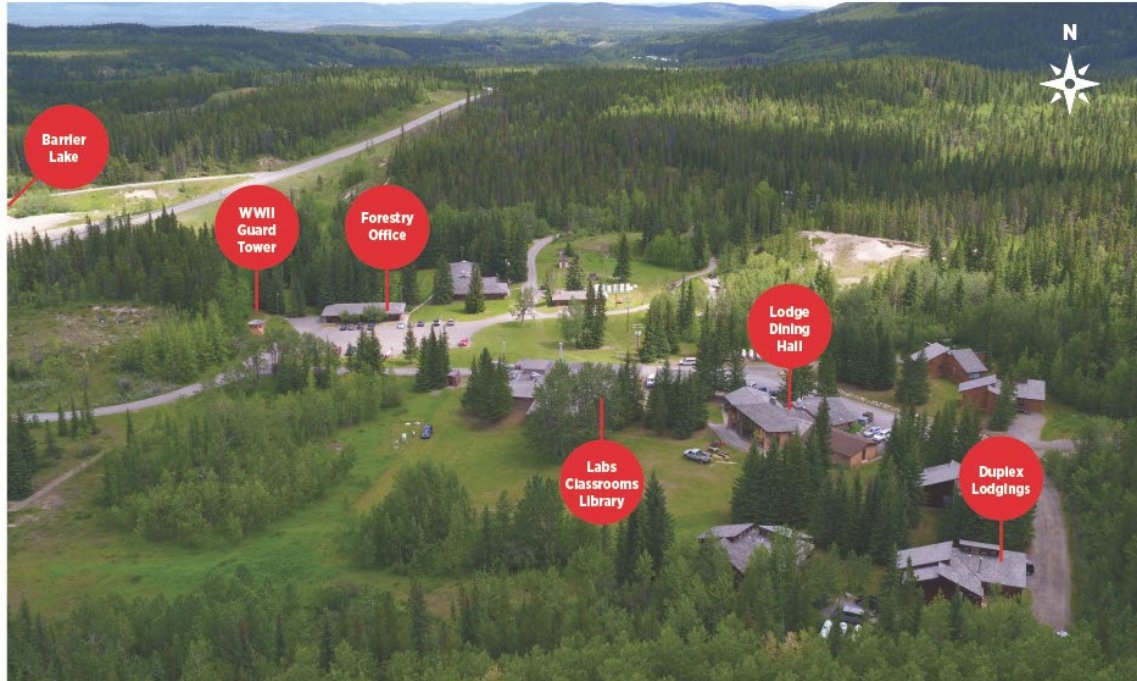 N
Barrier
Lake
WWII
Guard
Tower
Forestry
Office
Lodge
Dining
Hall
Labs
Classrooms
Library
Duplex
Lodgings